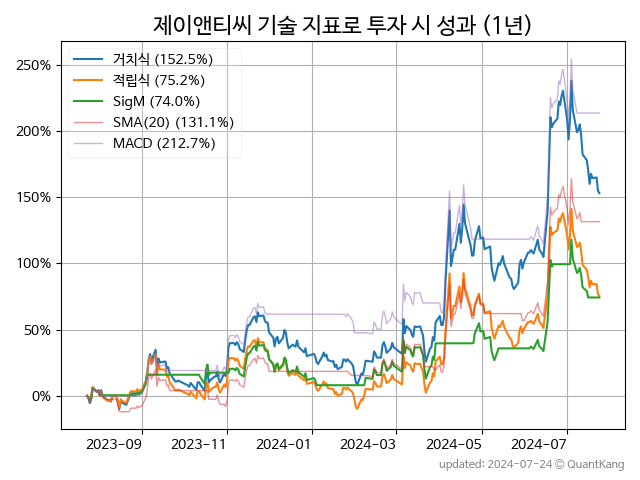 제이앤티씨 기술 지표로 투자 시 성과 (1년)
거치식 (152.5%)
적립식 (75.2%)
SigM (74.0%)
SMA(20) (131.1%)
MACD (212.7%)
250%
200%
150%
100%
50%
0%
2023-09 2023-11 2024-01 2024-03 2024-05 2024-07
updated: 2024-07-24 © QuantKang